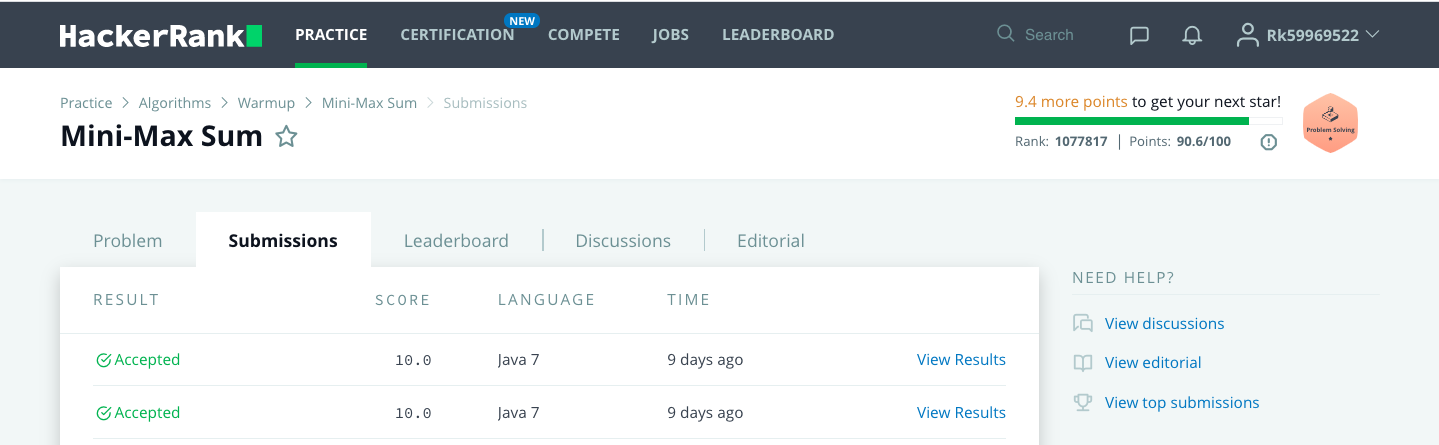 HackerRank PRACTICE CERTIFICATION NEW COMPETE JOBS LEADERBOARD Search Rk59969522
Practice > Algorithms > Warmup > Mini-Max Sum > Submissions
Mini-Max Sum
9.4 more points to get your next star!
Rank: 1077817 | Points: 90.6/100
Problem Solving
Problem Submissions Leaderboard | Discussions | Editorial
RESULT SCORE LANGUAGE TIME
Accepted 10.0 Java 7 9 days ago View Results
Accepted 10.0 Java 7 9 days ago View Results
NEED HELP?
View discussions
View editorial
View top submissions